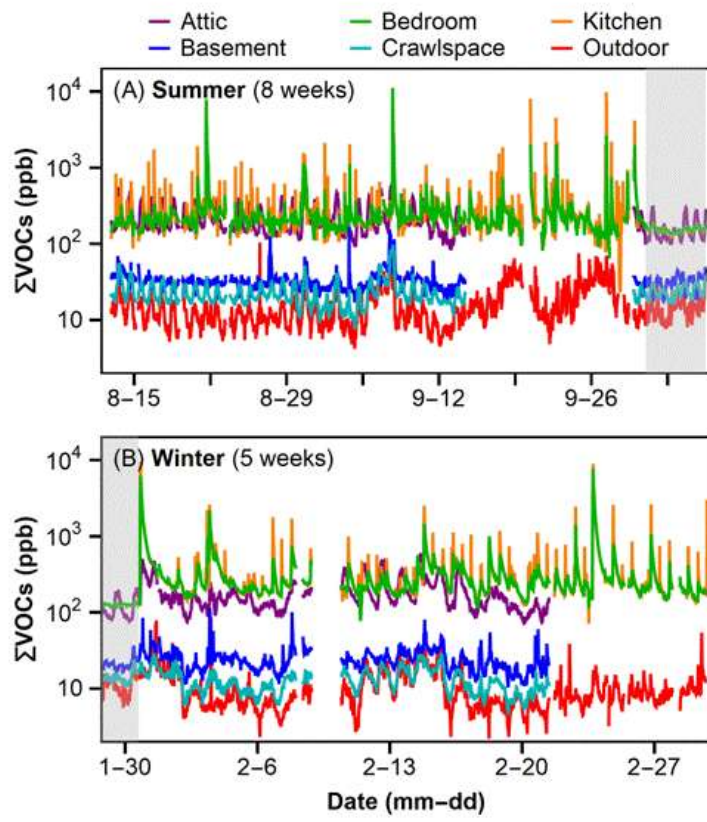 Attic Bedroom Kitchen
Basement Crawlspace Outdoor
(A) Summer (8 weeks)
∑VOCs (ppb)
10⁴
10³
10²
10
8−15 8−29 9−12 9−26
(B) Winter (5 weeks)
∑VOCs (ppb)
10⁴
10³
10²
10
1−30 2−6 2−13 2−20 2−27
Date (mm−dd)